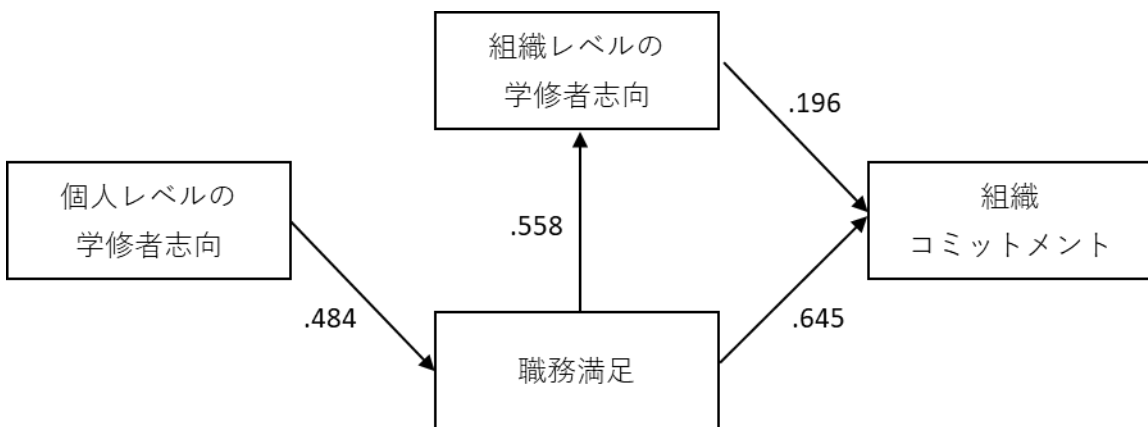 組織レベルの
学修者志向
.196
個人レベルの
学修者志向
.558
組織
コミットメント
.484
職務満足
.645